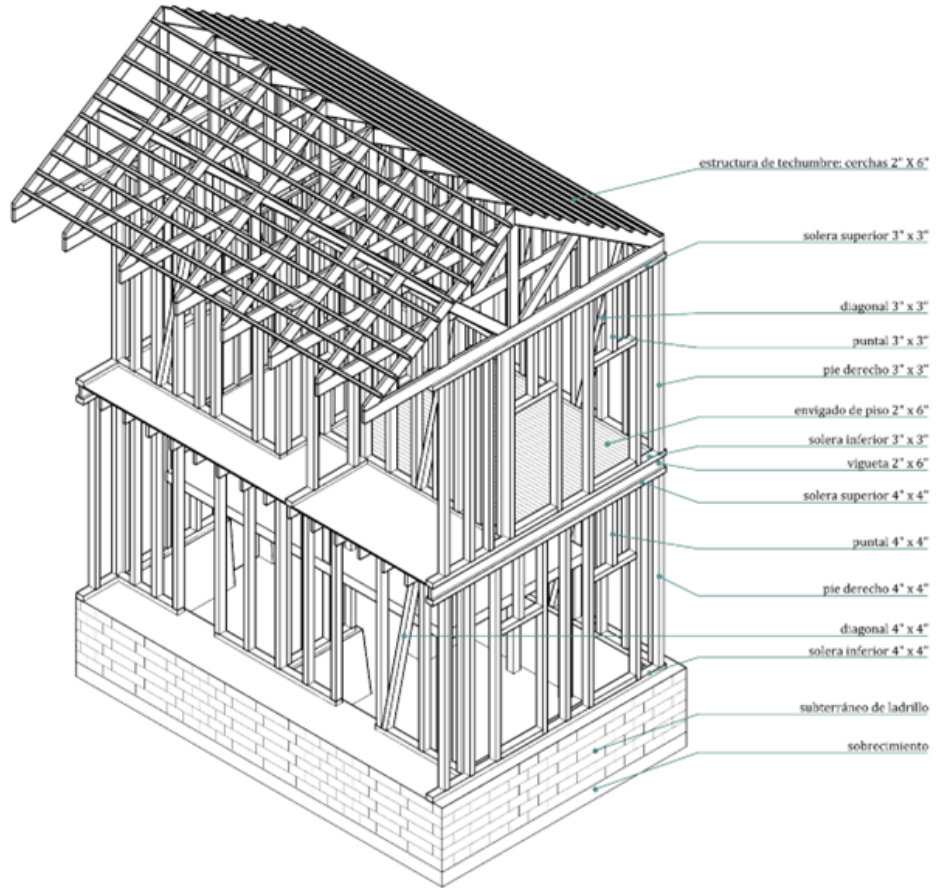 estructura de techumbre: cerchas 2" X 6"
solera superior 3" x 3"
diagonal 3" x 3"
puntal 3" x 3"
pie derecho 3" x 3"
envigado de piso 2" x 6"
solera inferior 3" x 3"
vigueta 2" x 6"
solera superior 4" x 4"
puntal 4" x 4"
pie derecho 4" x 4"
diagonal 4" x 4"
solera inferior 4" x 4"
subterráneo de ladrillo
sobrecimiento